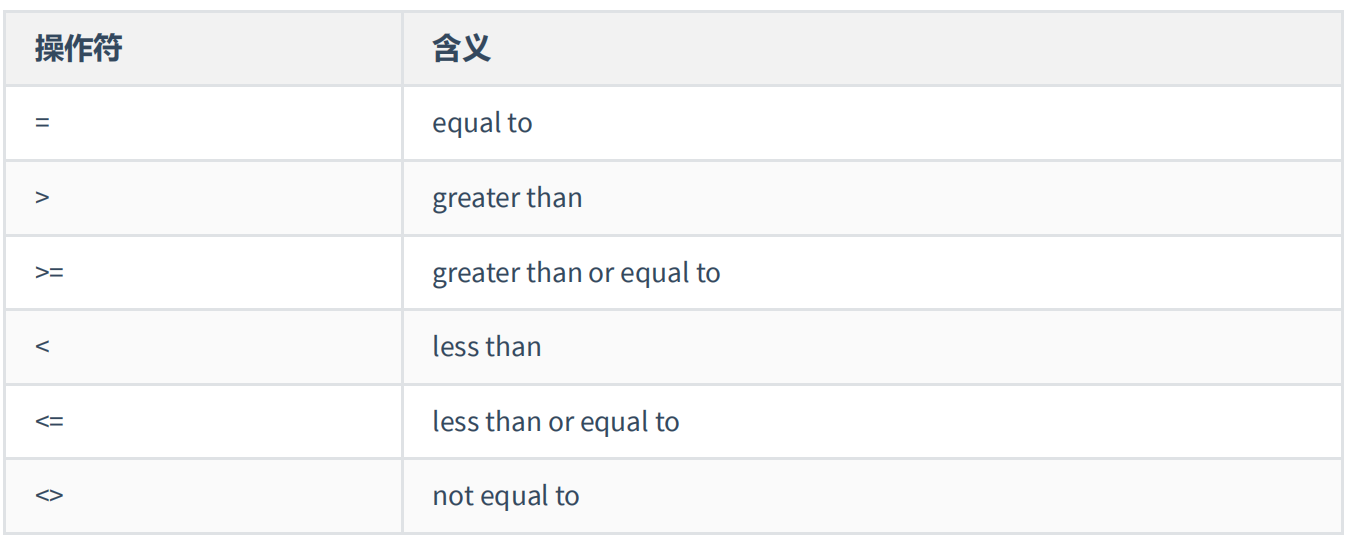 操作符 含义
= equal to
> greater than
>= greater than or equal to
< less than
<= less than or equal to
<> not equal to